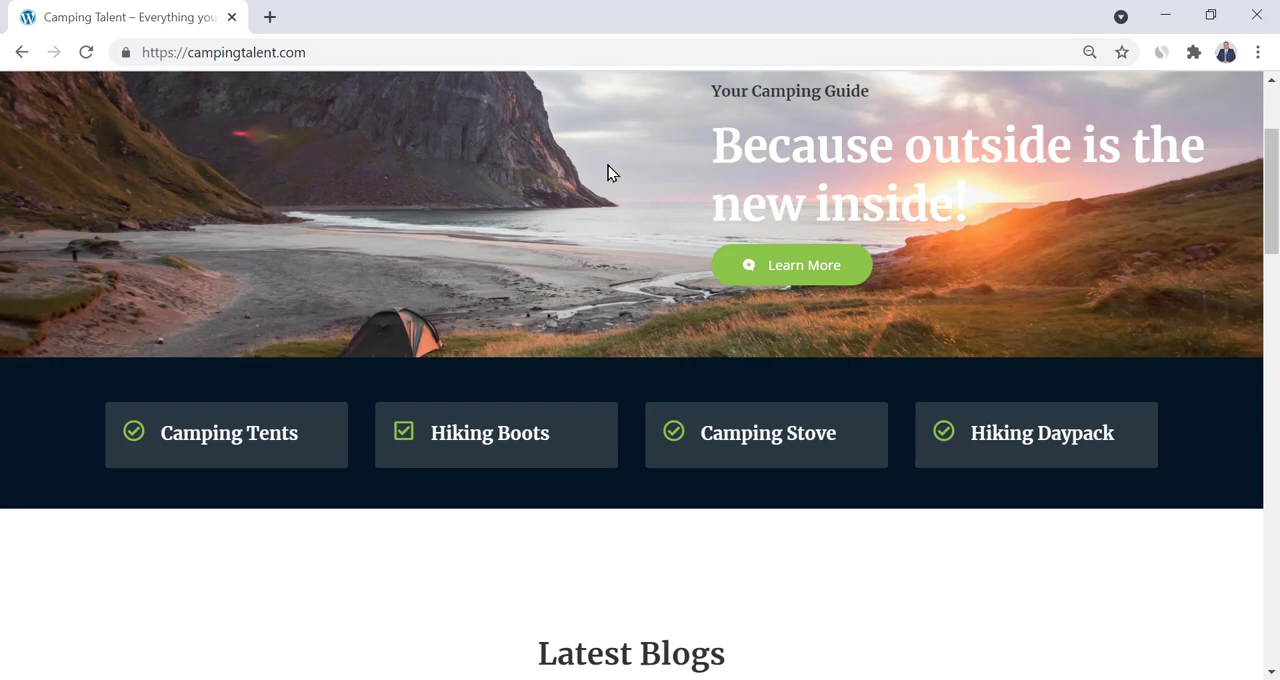 Camping Talent – Everything you
https://campingtalent.com
Your Camping Guide
Because outside is the
new inside!
Learn More
Camping Tents
Hiking Boots
Camping Stove
Hiking Daypack
Latest Blogs